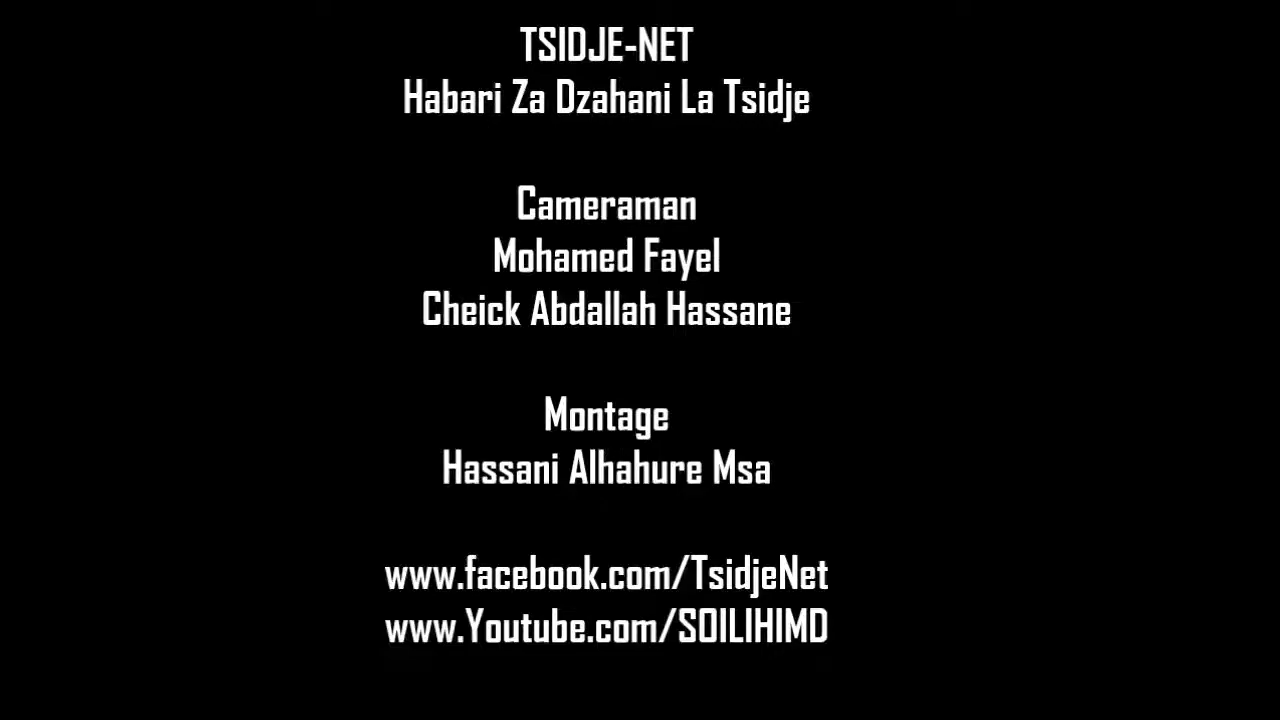 TSIDJE-NET
Habari Za Dzahani La Tsidje
Cameraman
Mohamed Fayel
Cheick Abdallah Hassane
Montage
Hassani Alhahure Msa
www.facebook.com/TsidjeNet
www.Youtube.com/SOILIHIMD